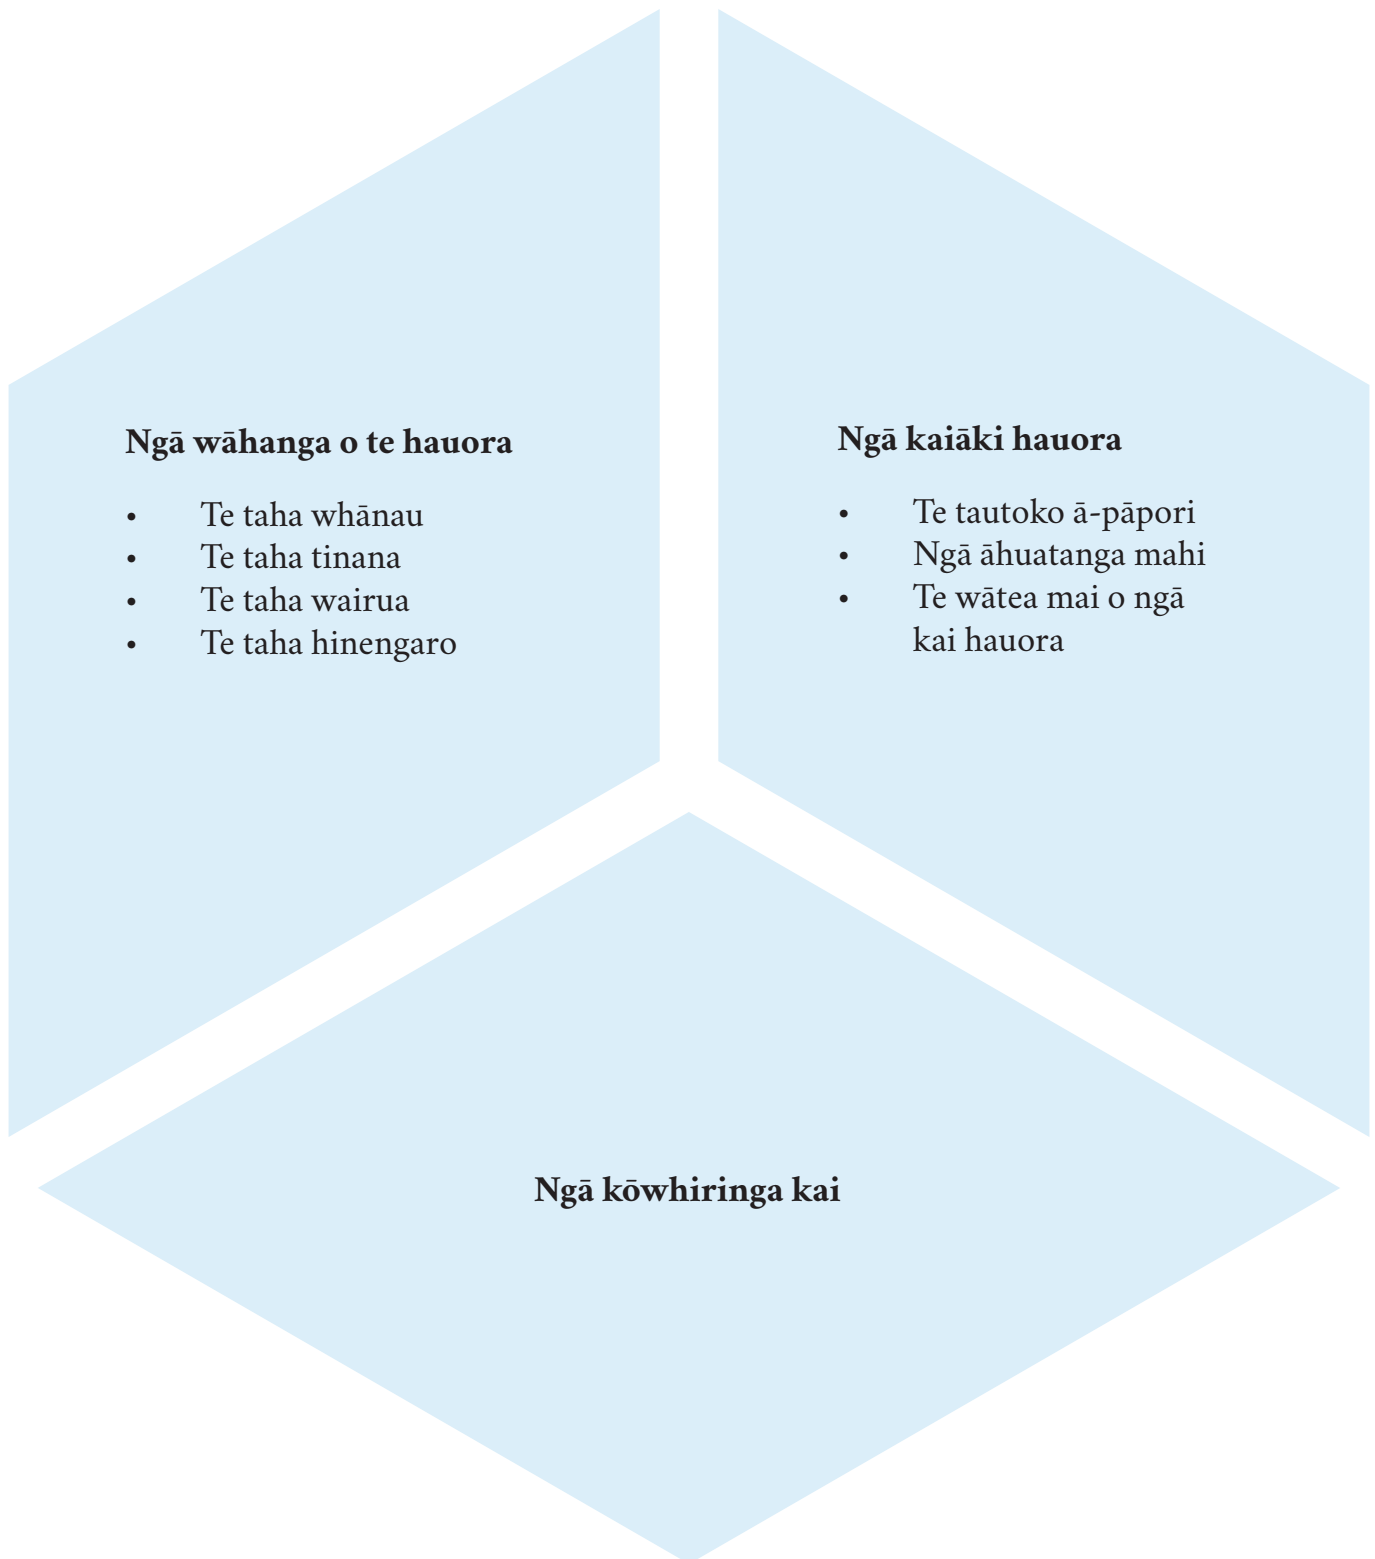 Ngā wāhanga o te hauora
• Te taha whānau
• Te taha tinana
• Te taha wairua
• Te taha hinengaro
Ngā kaiāki hauora
• Te tautoko ā-pāpori
• Ngā āhuatanga mahi
• Te wātea mai o ngā
kai hauora
Ngā kōwhiringa kai